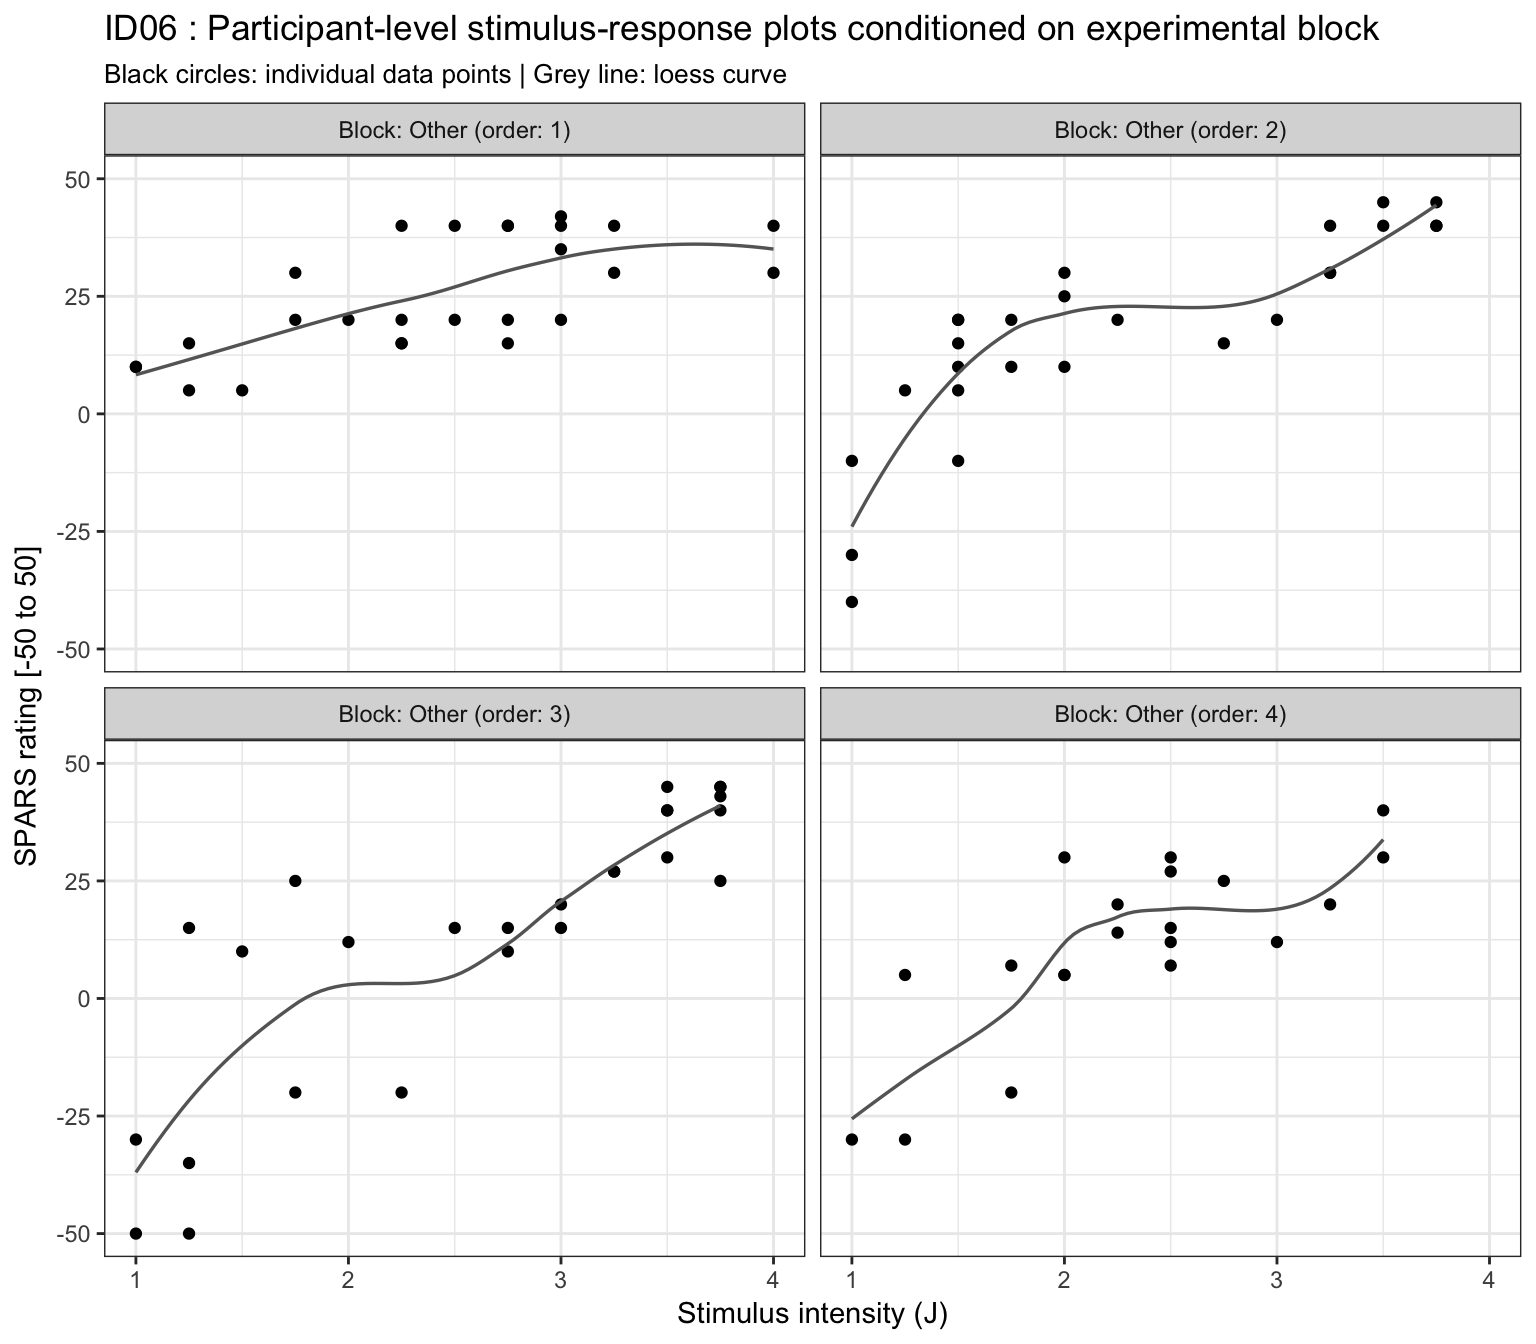 ID06 : Participant-level stimulus-response plots conditioned on experimental block
Black circles: individual data points | Grey line: loess curve
Block: Other (order: 1)
Block: Other (order: 2)
50
25
0
-25
-50
Block: Other (order: 3)
Block: Other (order: 4)
50
25
0
-25
-50
1 2 3 4
1 2 3 4
Stimulus intensity (J)
SPARS rating [-50 to 50]